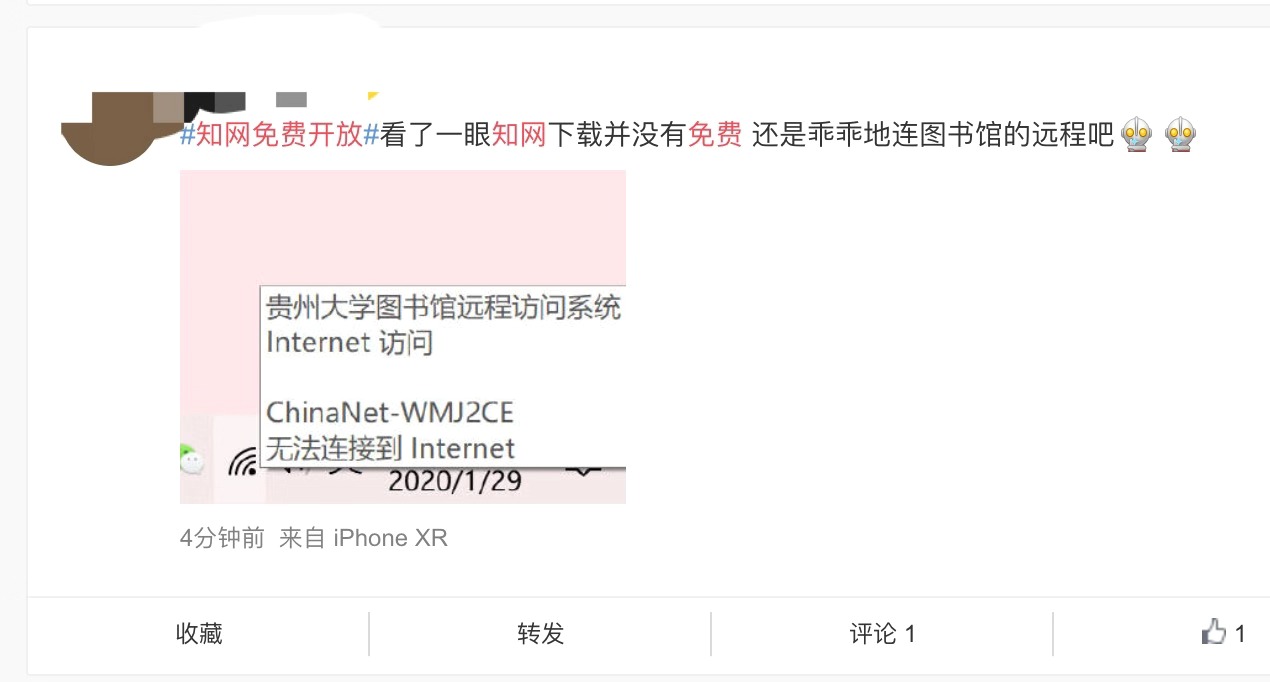 #知网免费开放#看了一眼知网下载并没有免费 还是乖乖地连图书馆的远程吧
贵州大学图书馆远程访问系统
Internet 访问
ChinaNet-WMJ2CE
无法连接到 Internet
2020/1/29
4分钟前 来自 iPhone XR
收藏
转发
评论 1
1